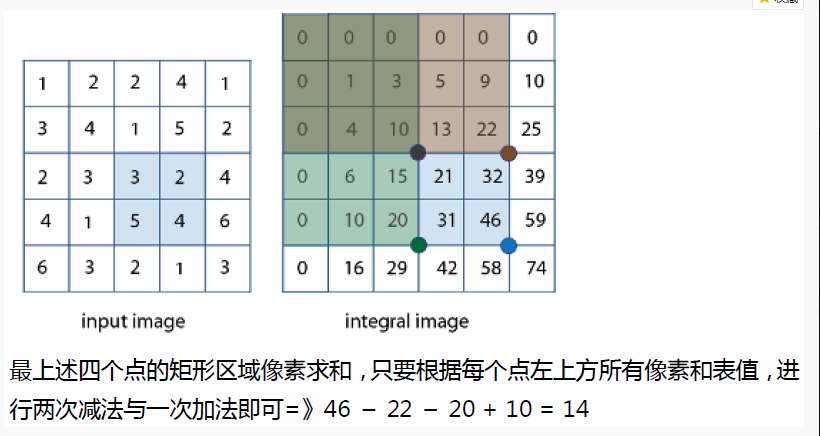 收藏
0 0 0 0 0 0
1 2 2 4 1 0 1 3 5 9 10
3 4 1 5 2 0 4 10 13 22 25
2 3 3 2 4 0 6 15 21 32 39
4 1 5 4 6 0 10 20 31 46 59
6 3 2 1 3 0 16 29 42 58 74
input image integral image
最上述四个点的矩形区域像素求和，只要根据每个点左上方所有像素和表值，进
行两次减法与一次加法即可=》46 – 22 – 20 + 10 = 14